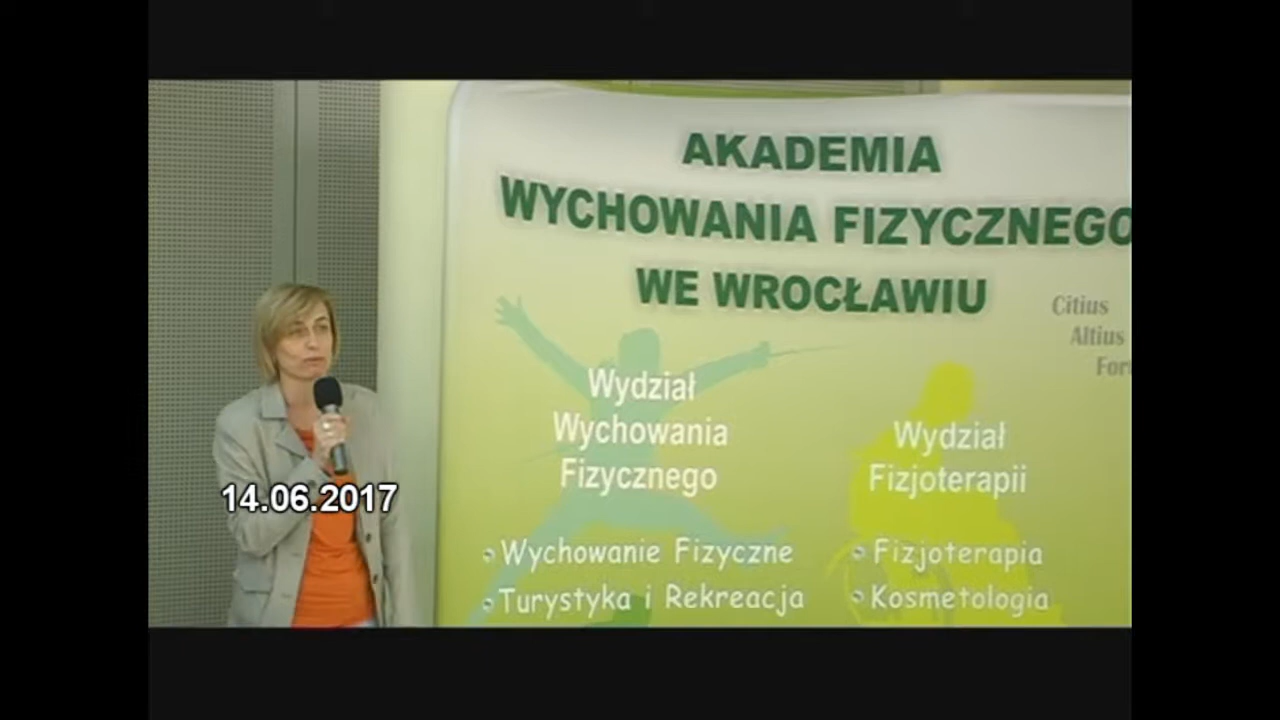 AKADEMIA
WYCHOWANIA FIZYCZNEGO
WE WROCŁAWIU
Citius
Altius
Wydział
Wychowania
Fizycznego
Wydział
Fizjoterapii
14.06.2017
Wychowanie Fizyczne
Turystyka i Rekreacja
Fizjoterapia
Kosmetologia